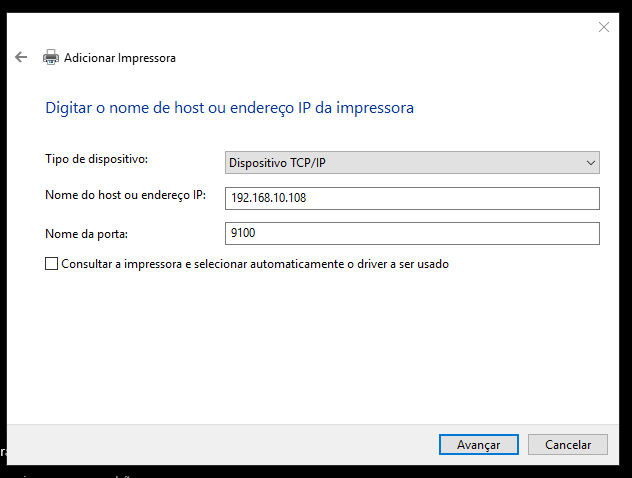 Adicionar Impressora
Digitar o nome de host ou endereço IP da impressora
Tipo de dispositivo: Dispositivo TCP/IP
Nome do host ou endereço IP: 192.168.10.108
Nome da porta: 9100
Consultar a impressora e selecionar automaticamente o driver a ser usado
Avançar Cancelar